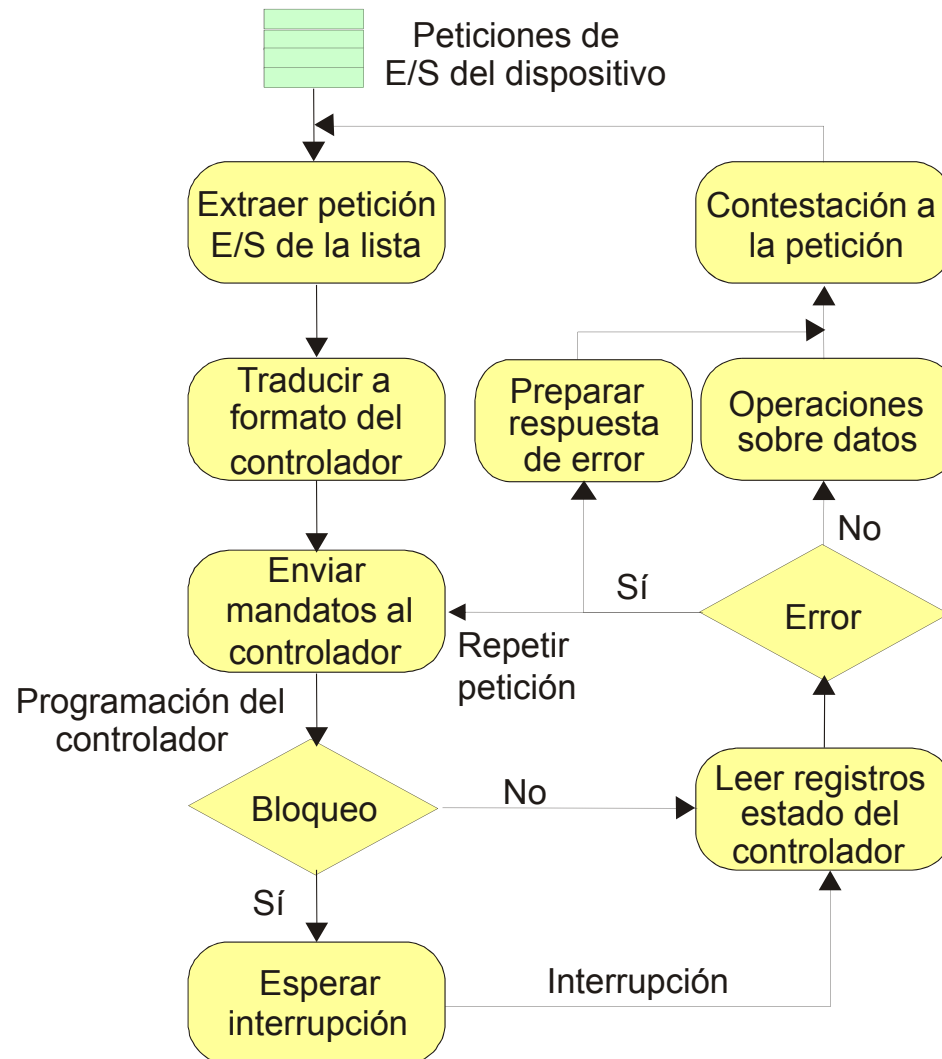 Peticiones de
E/S del dispositivo
Extraer petición
E/S de la lista
Contestación a
la petición
Traducir a
formato del
controlador
Preparar
respuesta
de error
Operaciones
sobre datos
No
Enviar
mandatos al
controlador
Sí
Error
Repetir
petición
Programación del
controlador
Bloqueo
No
Leer registros
estado del
controlador
Sí
Esperar
interrupción
Interrupción